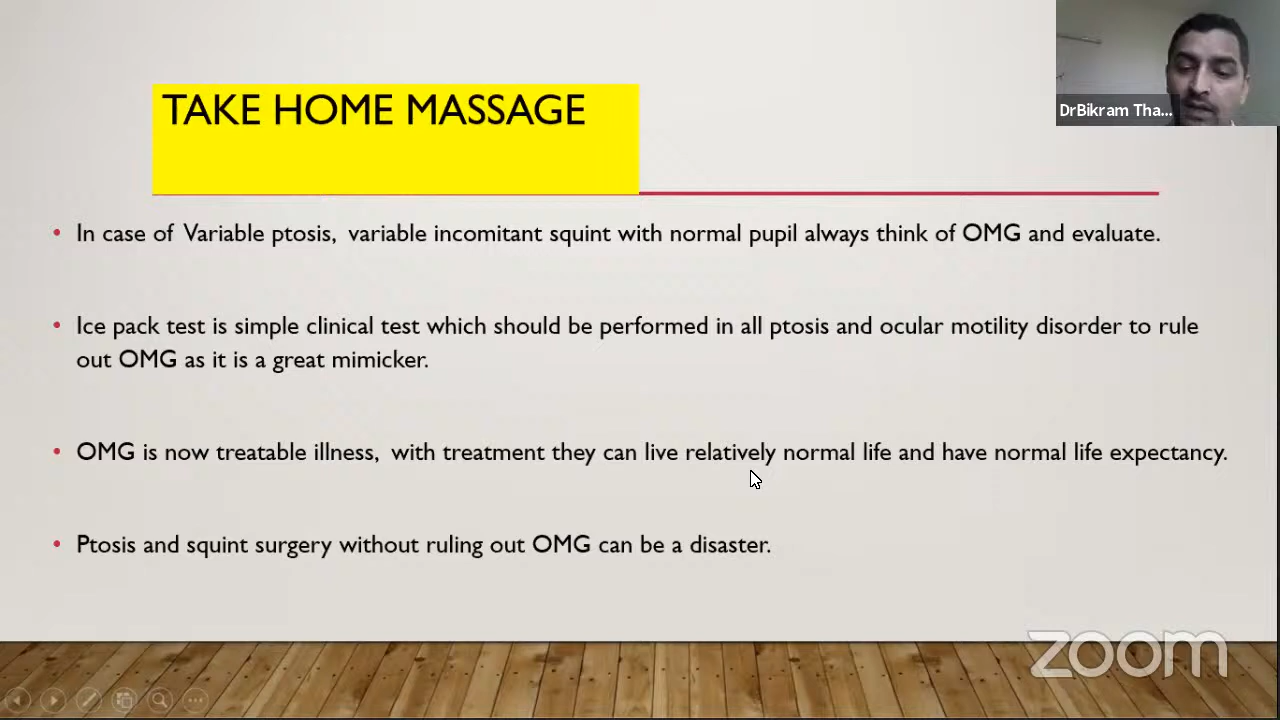 TAKE HOME MASSAGE
DrBikram Tha...
• In case of Variable ptosis, variable incomitant squint with normal pupil always think of OMG and evaluate.
• Ice pack test is simple clinical test which should be performed in all ptosis and ocular motility disorder to rule
out OMG as it is a great mimicker.
• OMG is now treatable illness, with treatment they can live relatively normal life and have normal life expectancy.
• Ptosis and squint surgery without ruling out OMG can be a disaster.
zoom